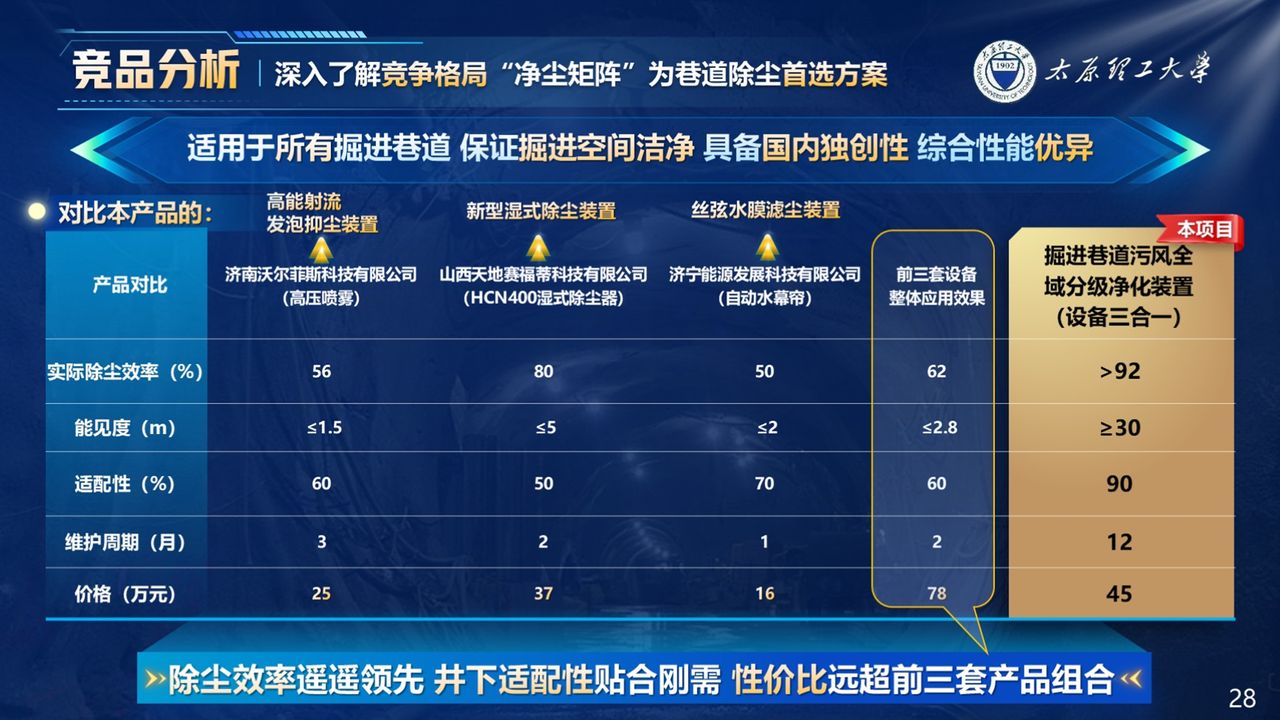 竞品分析
深入了解竞争格局“净尘矩阵”为巷道除尘首选方案
1902
太原理工大学
适用于所有掘进巷道 保证掘进空间洁净 具备国内独创性 综合性能优异
对比本产品的：
高能射流
发泡抑尘装置
新型湿式除尘装置
丝弦水膜滤尘装置
本项目
产品对比
济南沃尔菲斯科技有限公司
（高压喷雾）
山西天地赛福蒂科技有限公司
（HCN400湿式除尘器）
济宁能源发展科技有限公司
（自动水幕帘）
前三套设备
整体应用效果
掘进巷道污风全
域分级净化装置
（设备三合一）
实际除尘效率（%） 56 80 50 62 >92
能见度（m） ≤1.5 ≤5 ≤2 ≤2.8 ≥30
适配性（%） 60 50 70 60 90
维护周期（月） 3 2 1 2 12
价格（万元） 25 37 16 78 45
除尘效率遥遥领先 井下适配性贴合刚需 性价比远超前三套产品组合
28